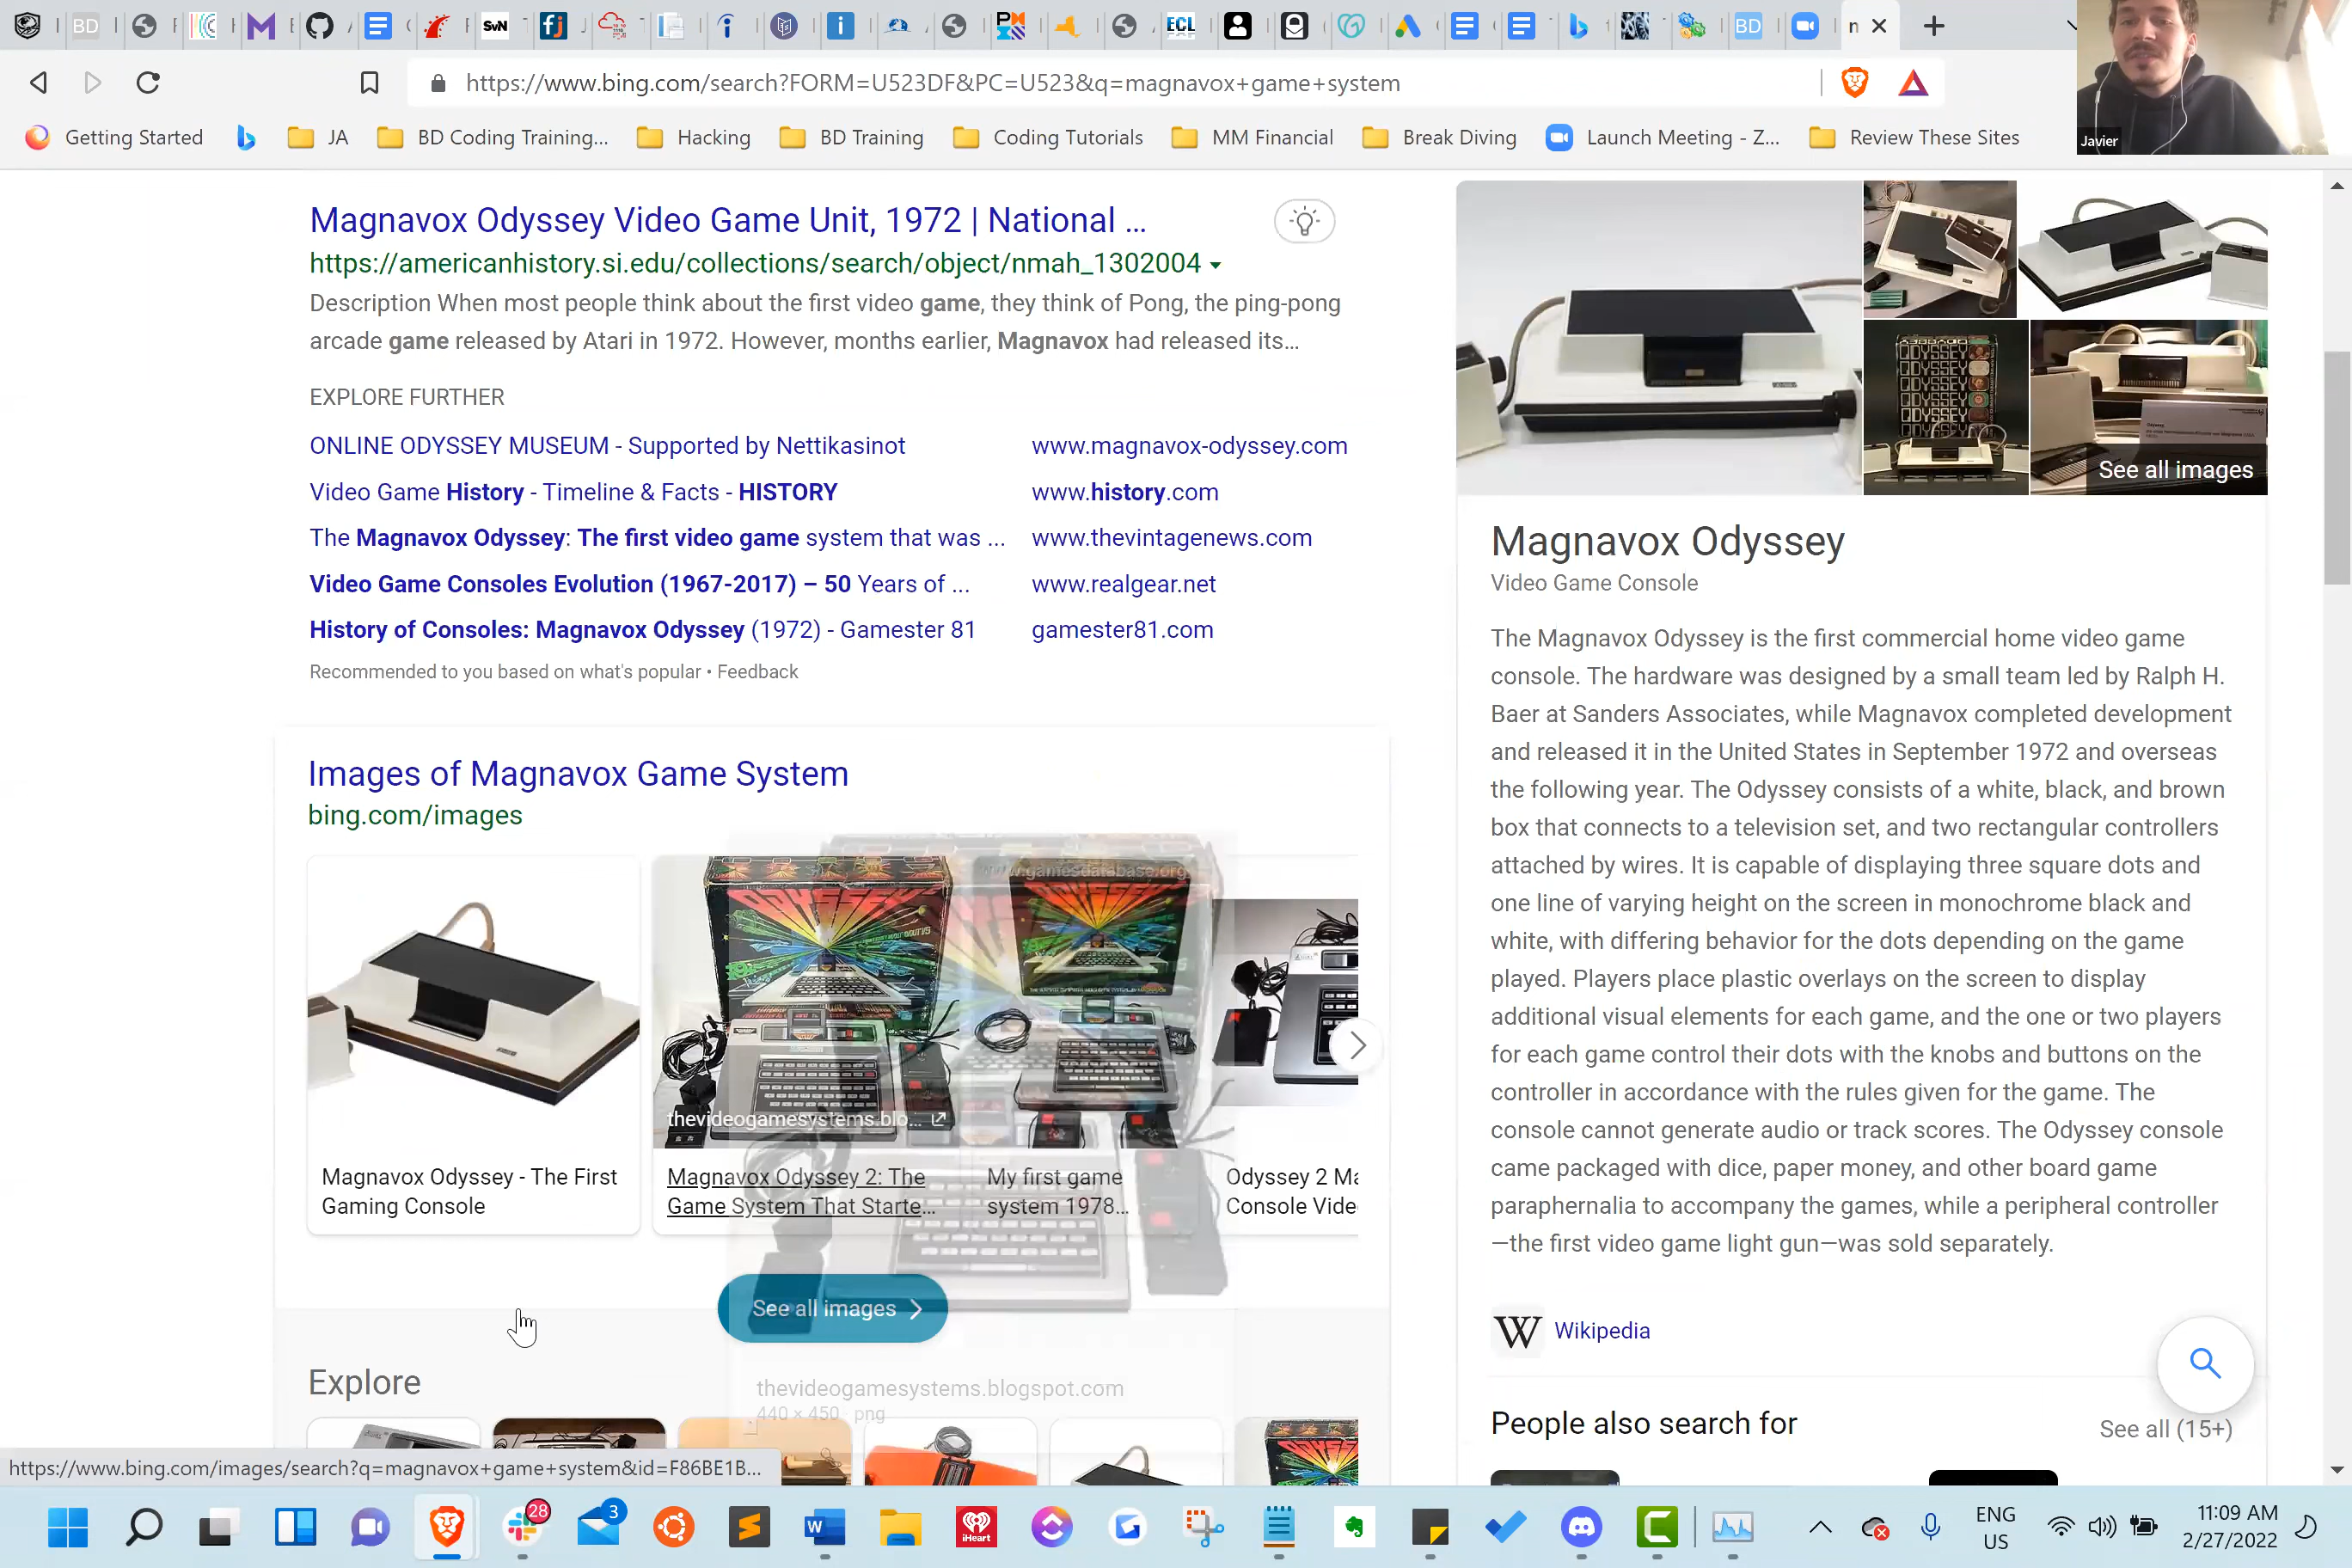 BD
SvN
fj
ECL
BD
https://www.bing.com/search?FORM=U523DF&PC=U523&q=magnavox+game+system
Getting Started
JA
BD Coding Training...
Hacking
BD Training
Coding Tutorials
MM Financial
Break Diving
Launch Meeting - Z...
Review These Sites
Javier
Magnavox Odyssey Video Game Unit, 1972 | National ...
https://americanhistory.si.edu/collections/search/object/nmah_1302004
Description When most people think about the first video game, they think of Pong, the ping-pong
arcade game released by Atari in 1972. However, months earlier, Magnavox had released its...
EXPLORE FURTHER
ONLINE ODYSSEY MUSEUM - Supported by Nettikasinot www.magnavox-odyssey.com
Video Game History - Timeline & Facts - HISTORY www.history.com
The Magnavox Odyssey: The first video game system that was ... www.thevintagenews.com
Video Game Consoles Evolution (1967-2017) – 50 Years of ... www.realgear.net
History of Consoles: Magnavox Odyssey (1972) - Gamester 81 gamester81.com
Recommended to you based on what's popular • Feedback
Images of Magnavox Game System
bing.com/images
ODYSSEY
www.gamesdatabase.org
thevideogamesystems.blo...
Magnavox Odyssey - The First
Gaming Console
Magnavox Odyssey 2: The
Game System That Starte...
My first game
system 1978...
Odyssey 2 Ma
Console Vide
See all images
thevideogamesystems.blogspot.com
440 × 450 · png
Explore
https://www.bing.com/images/search?q=magnavox+game+system&id=F86BE1B...
ODYSSEY
ODYSSEY
ODYSSEY
ODYSSEY
ODYSSEY
ODYSSEY
See all images
Magnavox Odyssey
Video Game Console
The Magnavox Odyssey is the first commercial home video game
console. The hardware was designed by a small team led by Ralph H.
Baer at Sanders Associates, while Magnavox completed development
and released it in the United States in September 1972 and overseas
the following year. The Odyssey consists of a white, black, and brown
box that connects to a television set, and two rectangular controllers
attached by wires. It is capable of displaying three square dots and
one line of varying height on the screen in monochrome black and
white, with differing behavior for the dots depending on the game
played. Players place plastic overlays on the screen to display
additional visual elements for each game, and the one or two players
for each game control their dots with the knobs and buttons on the
controller in accordance with the rules given for the game. The
console cannot generate audio or track scores. The Odyssey console
came packaged with dice, paper money, and other board game
paraphernalia to accompany the games, while a peripheral controller
—the first video game light gun—was sold separately.
W Wikipedia
People also search for
See all (15+)
28
3
W
iHeart
ENG
US
11:09 AM
2/27/2022